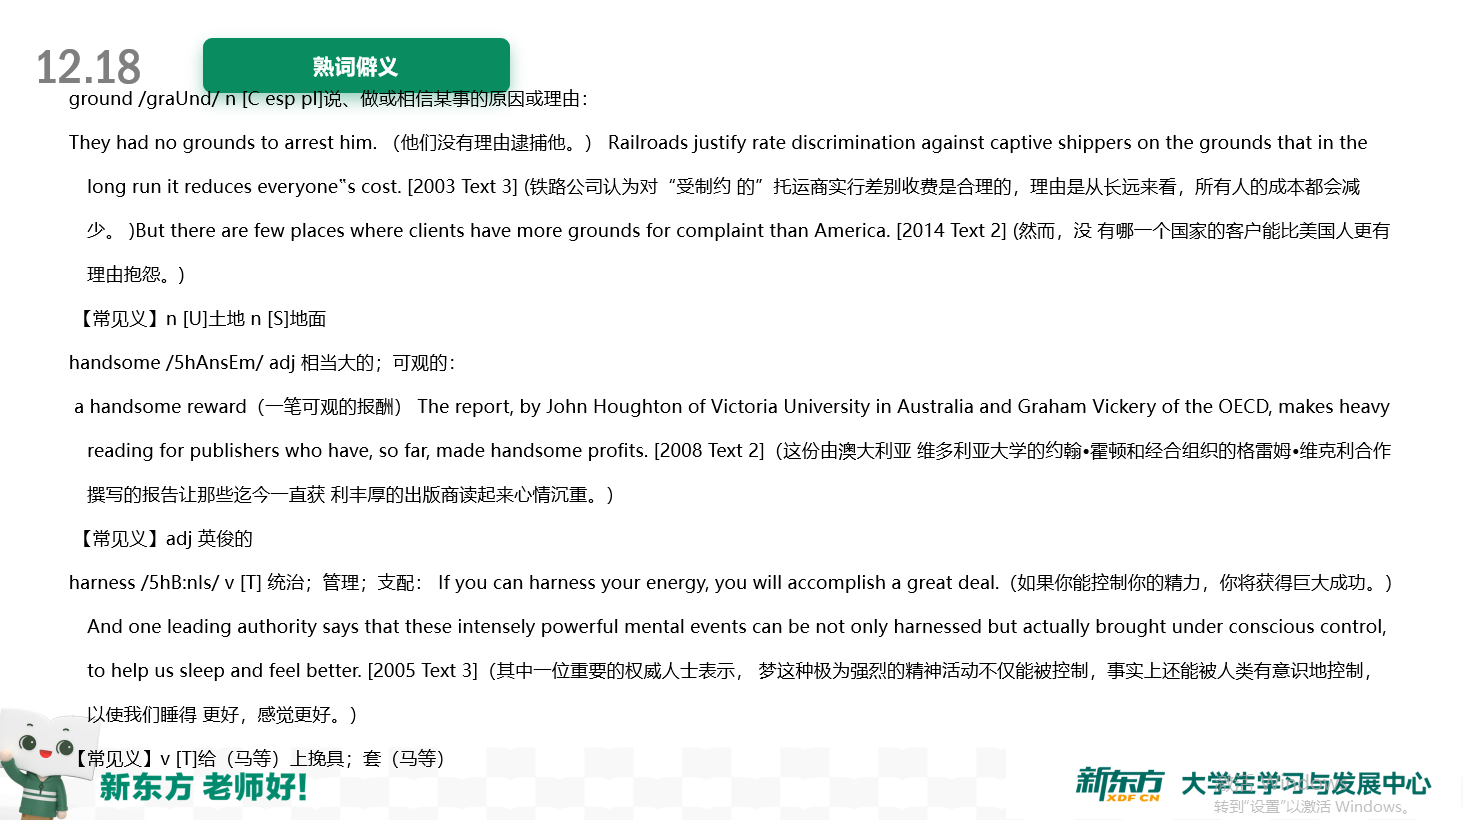 12.18
熟词僻义
ground /graUnd/ n [C esp pl]说、做或相信某事的原因或理由：
They had no grounds to arrest him. （他们没有理由逮捕他。） Railroads justify rate discrimination against captive shippers on the grounds that in the
long run it reduces everyone‟s cost. [2003 Text 3] (铁路公司认为对“受制约 的”托运商实行差别收费是合理的，理由是从长远来看，所有人的成本都会减
少。 )But there are few places where clients have more grounds for complaint than America. [2014 Text 2] (然而，没 有哪一个国家的客户能比美国人更有
理由抱怨。)
【常见义】n [U]土地 n [S]地面
handsome /5hAnsEm/ adj 相当大的；可观的：
a handsome reward（一笔可观的报酬） The report, by John Houghton of Victoria University in Australia and Graham Vickery of the OECD, makes heavy
reading for publishers who have, so far, made handsome profits. [2008 Text 2]（这份由澳大利亚 维多利亚大学的约翰•霍顿和经合组织的格雷姆•维克利合作
撰写的报告让那些迄今一直获 利丰厚的出版商读起来心情沉重。）
【常见义】adj 英俊的
harness /5hB:nIs/ v [T] 统治；管理；支配： If you can harness your energy, you will accomplish a great deal.（如果你能控制你的精力，你将获得巨大成功。）
And one leading authority says that these intensely powerful mental events can be not only harnessed but actually brought under conscious control,
to help us sleep and feel better. [2005 Text 3]（其中一位重要的权威人士表示， 梦这种极为强烈的精神活动不仅能被控制，事实上还能被人类有意识地控制，
以使我们睡得 更好，感觉更好。）
【常见义】v [T]给（马等）上挽具；套（马等）
新东方 老师好！
新东方 XDF.CN 大学生学习与发展中心
激活 Windows
转到“设置”以激活 Windows。